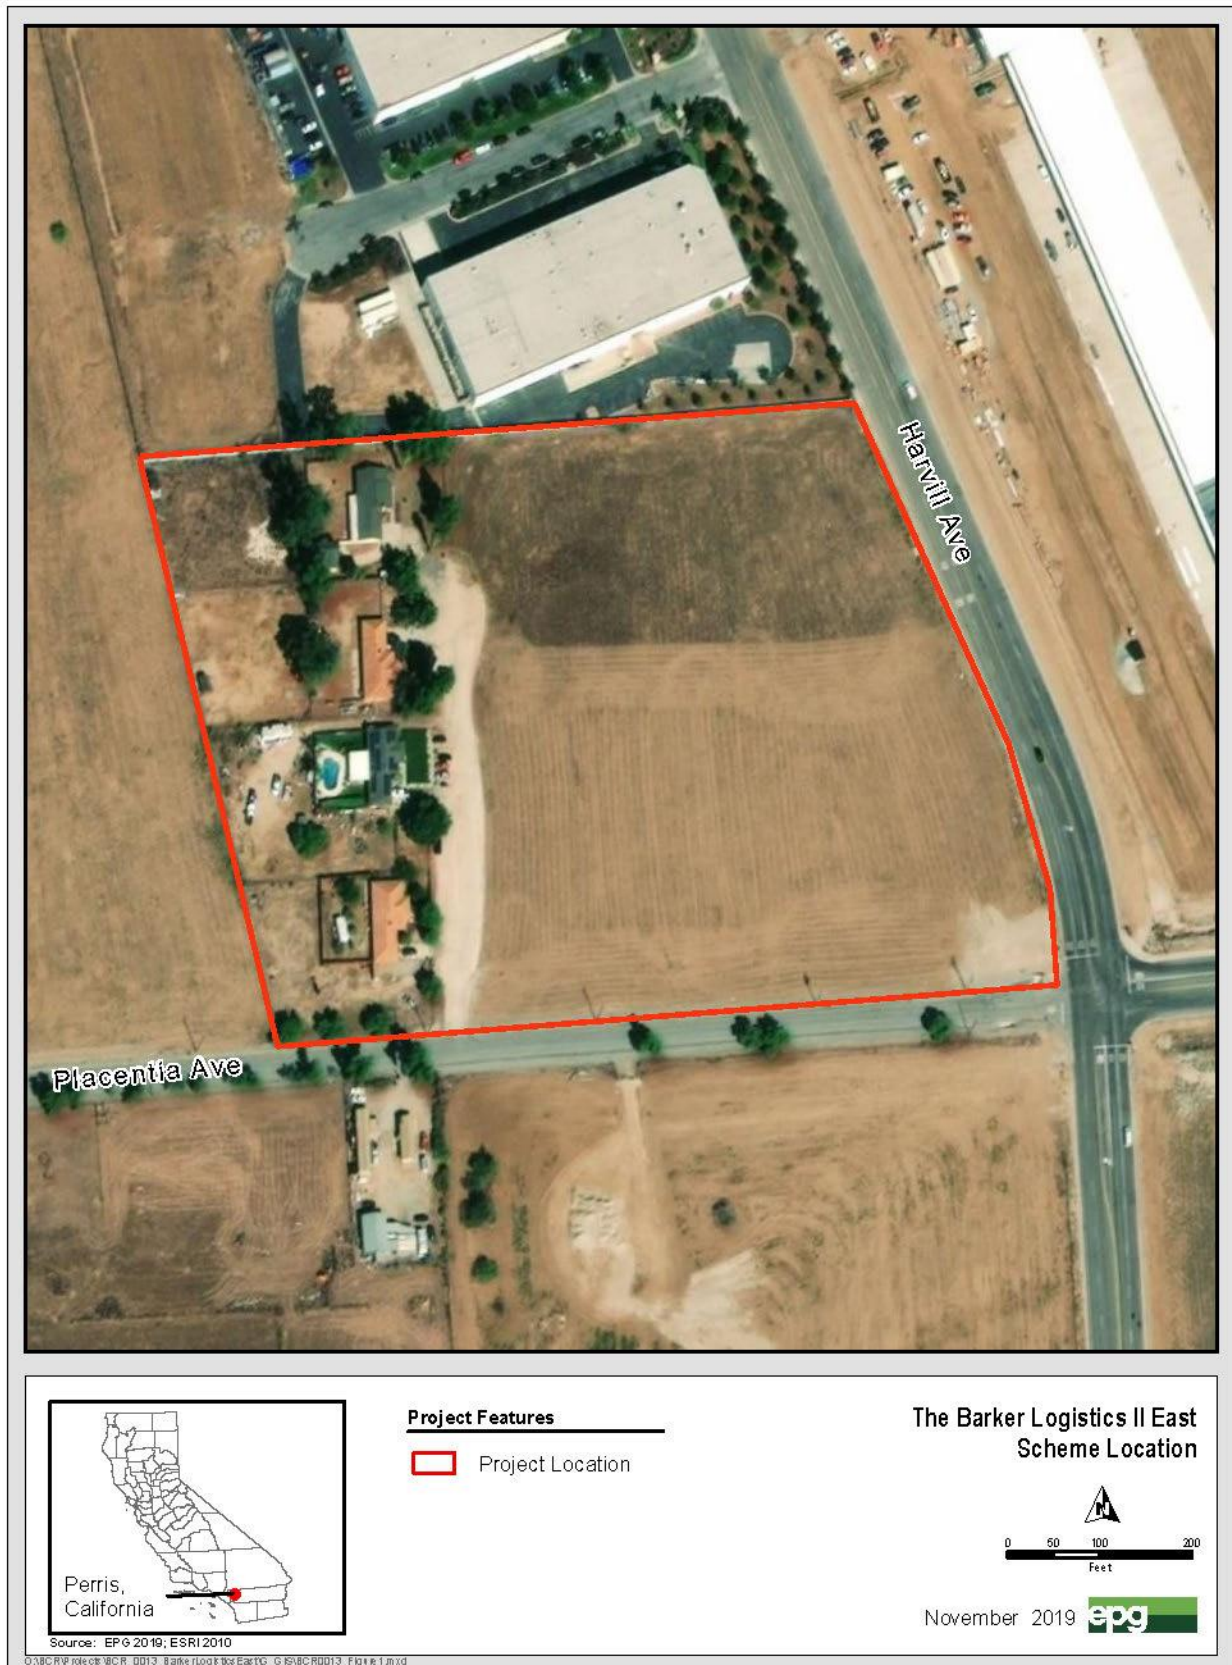 Harvill Ave
Placentia Ave
Perris,
California
Source: EPG 2019; ESRI 2010
Project Features
Project Location
The Barker Logistics II East
Scheme Location
N
0 50 100 200
Feet
November 2019
epg